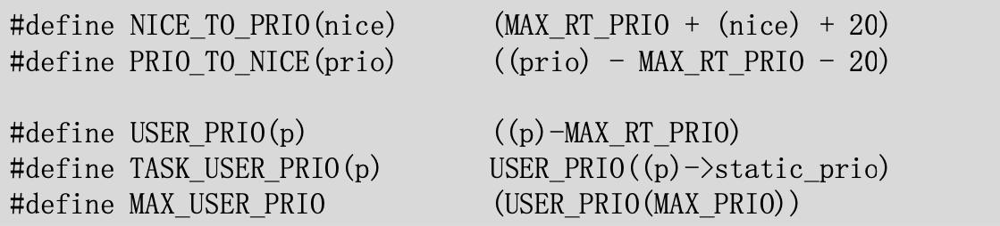 #define NICE_TO_PRIO(nice) (MAX_RT_PRIO + (nice) + 20)
#define PRIO_TO_NICE(prio) ((prio) - MAX_RT_PRIO - 20)
#define USER_PRIO(p) ((p)-MAX_RT_PRIO)
#define TASK_USER_PRIO(p) USER_PRIO((p)->static_prio)
#define MAX_USER_PRIO (USER_PRIO(MAX_PRIO))